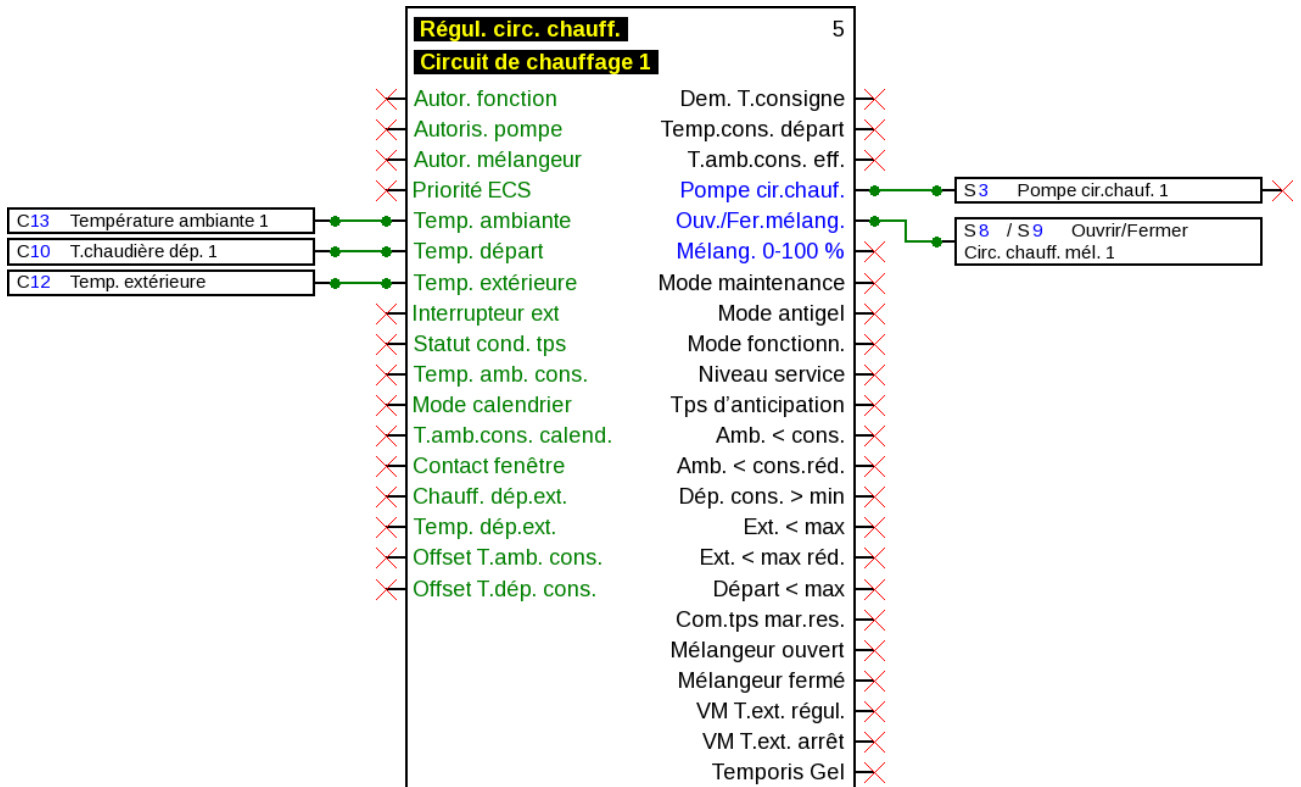 Régul. circ. chauff. 5
Circuit de chauffage 1
Autor. fonction Dem. T.consigne
Autoris. pompe Temp.cons. départ
Autor. mélangeur T.amb.cons. eff.
Priorité ECS Pompe cir.chauf. S3 Pompe cir.chauf. 1
C13 Température ambiante 1 Temp. ambiante Ouv./Fer.mélang. S8 / S9 Ouvrir/Fermer
C10 T.chaudière dép. 1 Temp. départ Mélang. 0-100 % Circ. chauff. mél. 1
C12 Temp. extérieure Temp. extérieure Mode maintenance
Interrupteur ext Mode antigel
Statut cond. tps Mode fonctionn.
Temp. amb. cons. Niveau service
Mode calendrier Tps d’anticipation
T.amb.cons. calend. Amb. < cons.
Contact fenêtre Amb. < cons.réd.
Chauff. dép.ext. Dép. cons. > min
Temp. dép.ext. Ext. < max
Offset T.amb. cons. Ext. < max réd.
Offset T.dép. cons. Départ < max
Com.tps mar.res.
Mélangeur ouvert
Mélangeur fermé
VM T.ext. régul.
VM T.ext. arrêt
Temporis Gel